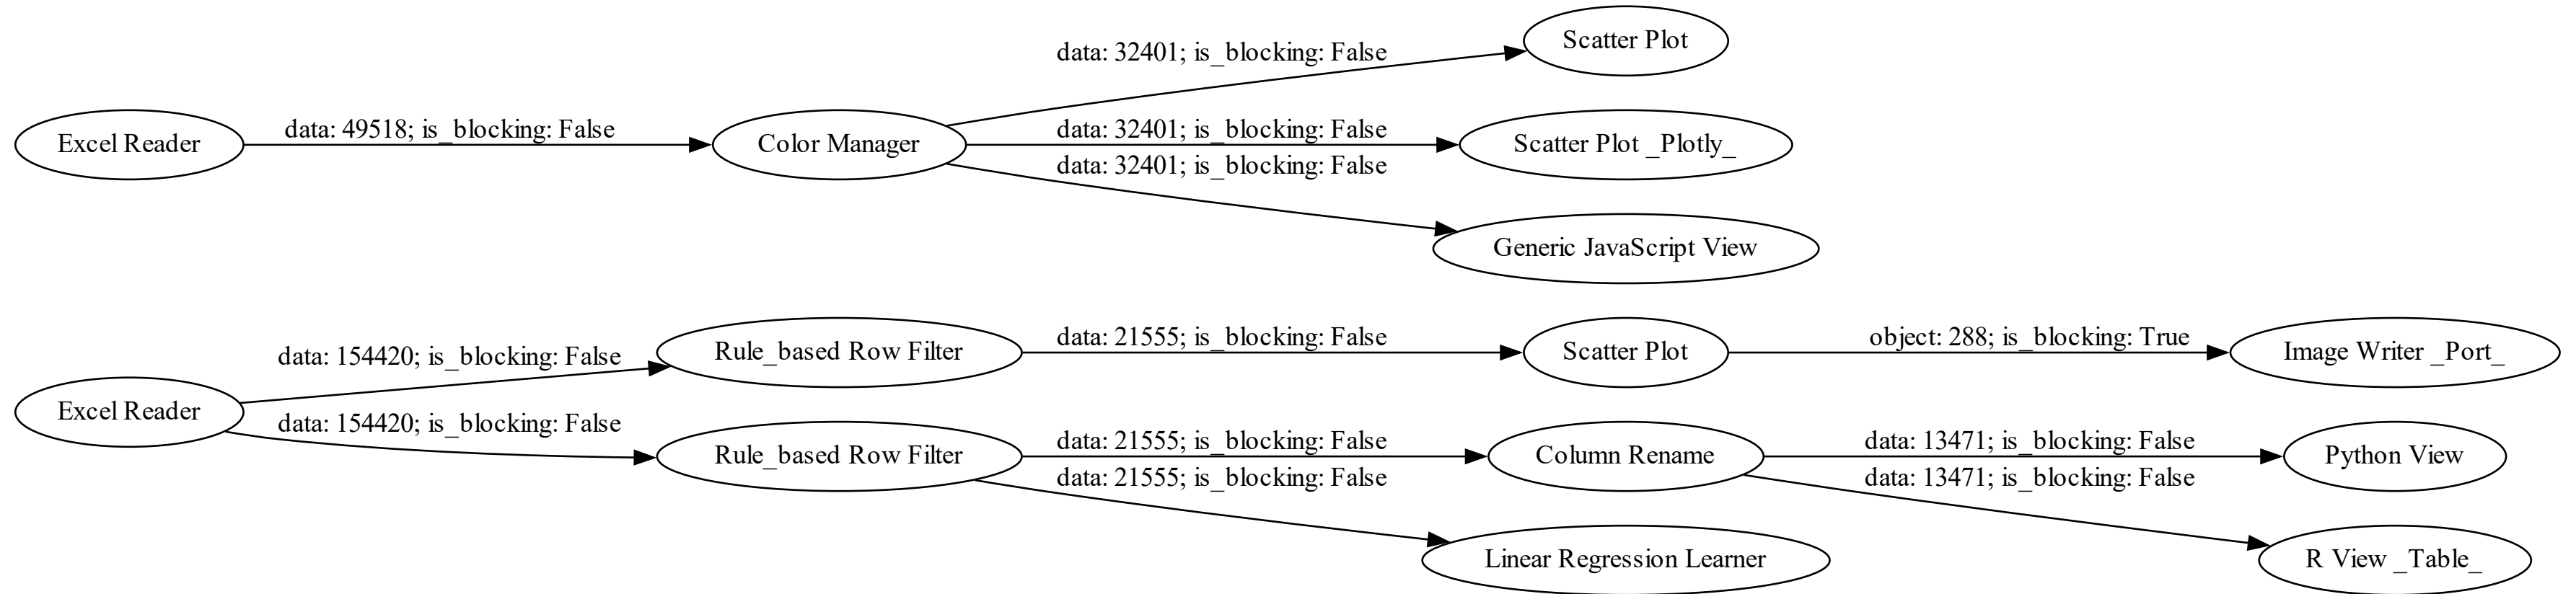 Scatter Plot
data: 32401; is_blocking: False
Excel Reader
data: 49518; is_blocking: False
Color Manager
data: 32401; is_blocking: False
Scatter Plot _Plotly_
data: 32401; is_blocking: False
Generic JavaScript View
Excel Reader
data: 154420; is_blocking: False
Rule_based Row Filter
data: 21555; is_blocking: False
Scatter Plot
object: 288; is_blocking: True
Image Writer _Port_
data: 154420; is_blocking: False
Rule_based Row Filter
data: 21555; is_blocking: False
Column Rename
data: 13471; is_blocking: False
Python View
data: 21555; is_blocking: False
Linear Regression Learner
data: 13471; is_blocking: False
R View _Table_